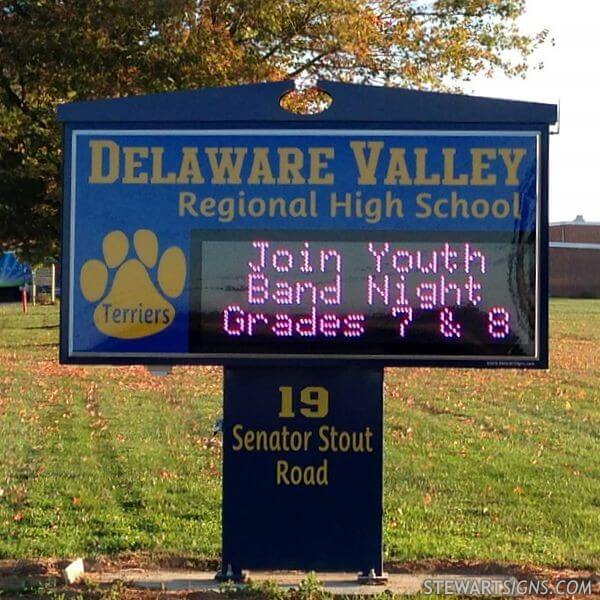 DELAWARE VALLEY
Regional High School
Terriers
Join Youth
Band Night
Grades 7 & 8
19
Senator Stout
Road
STEWARTSIGNS.COM